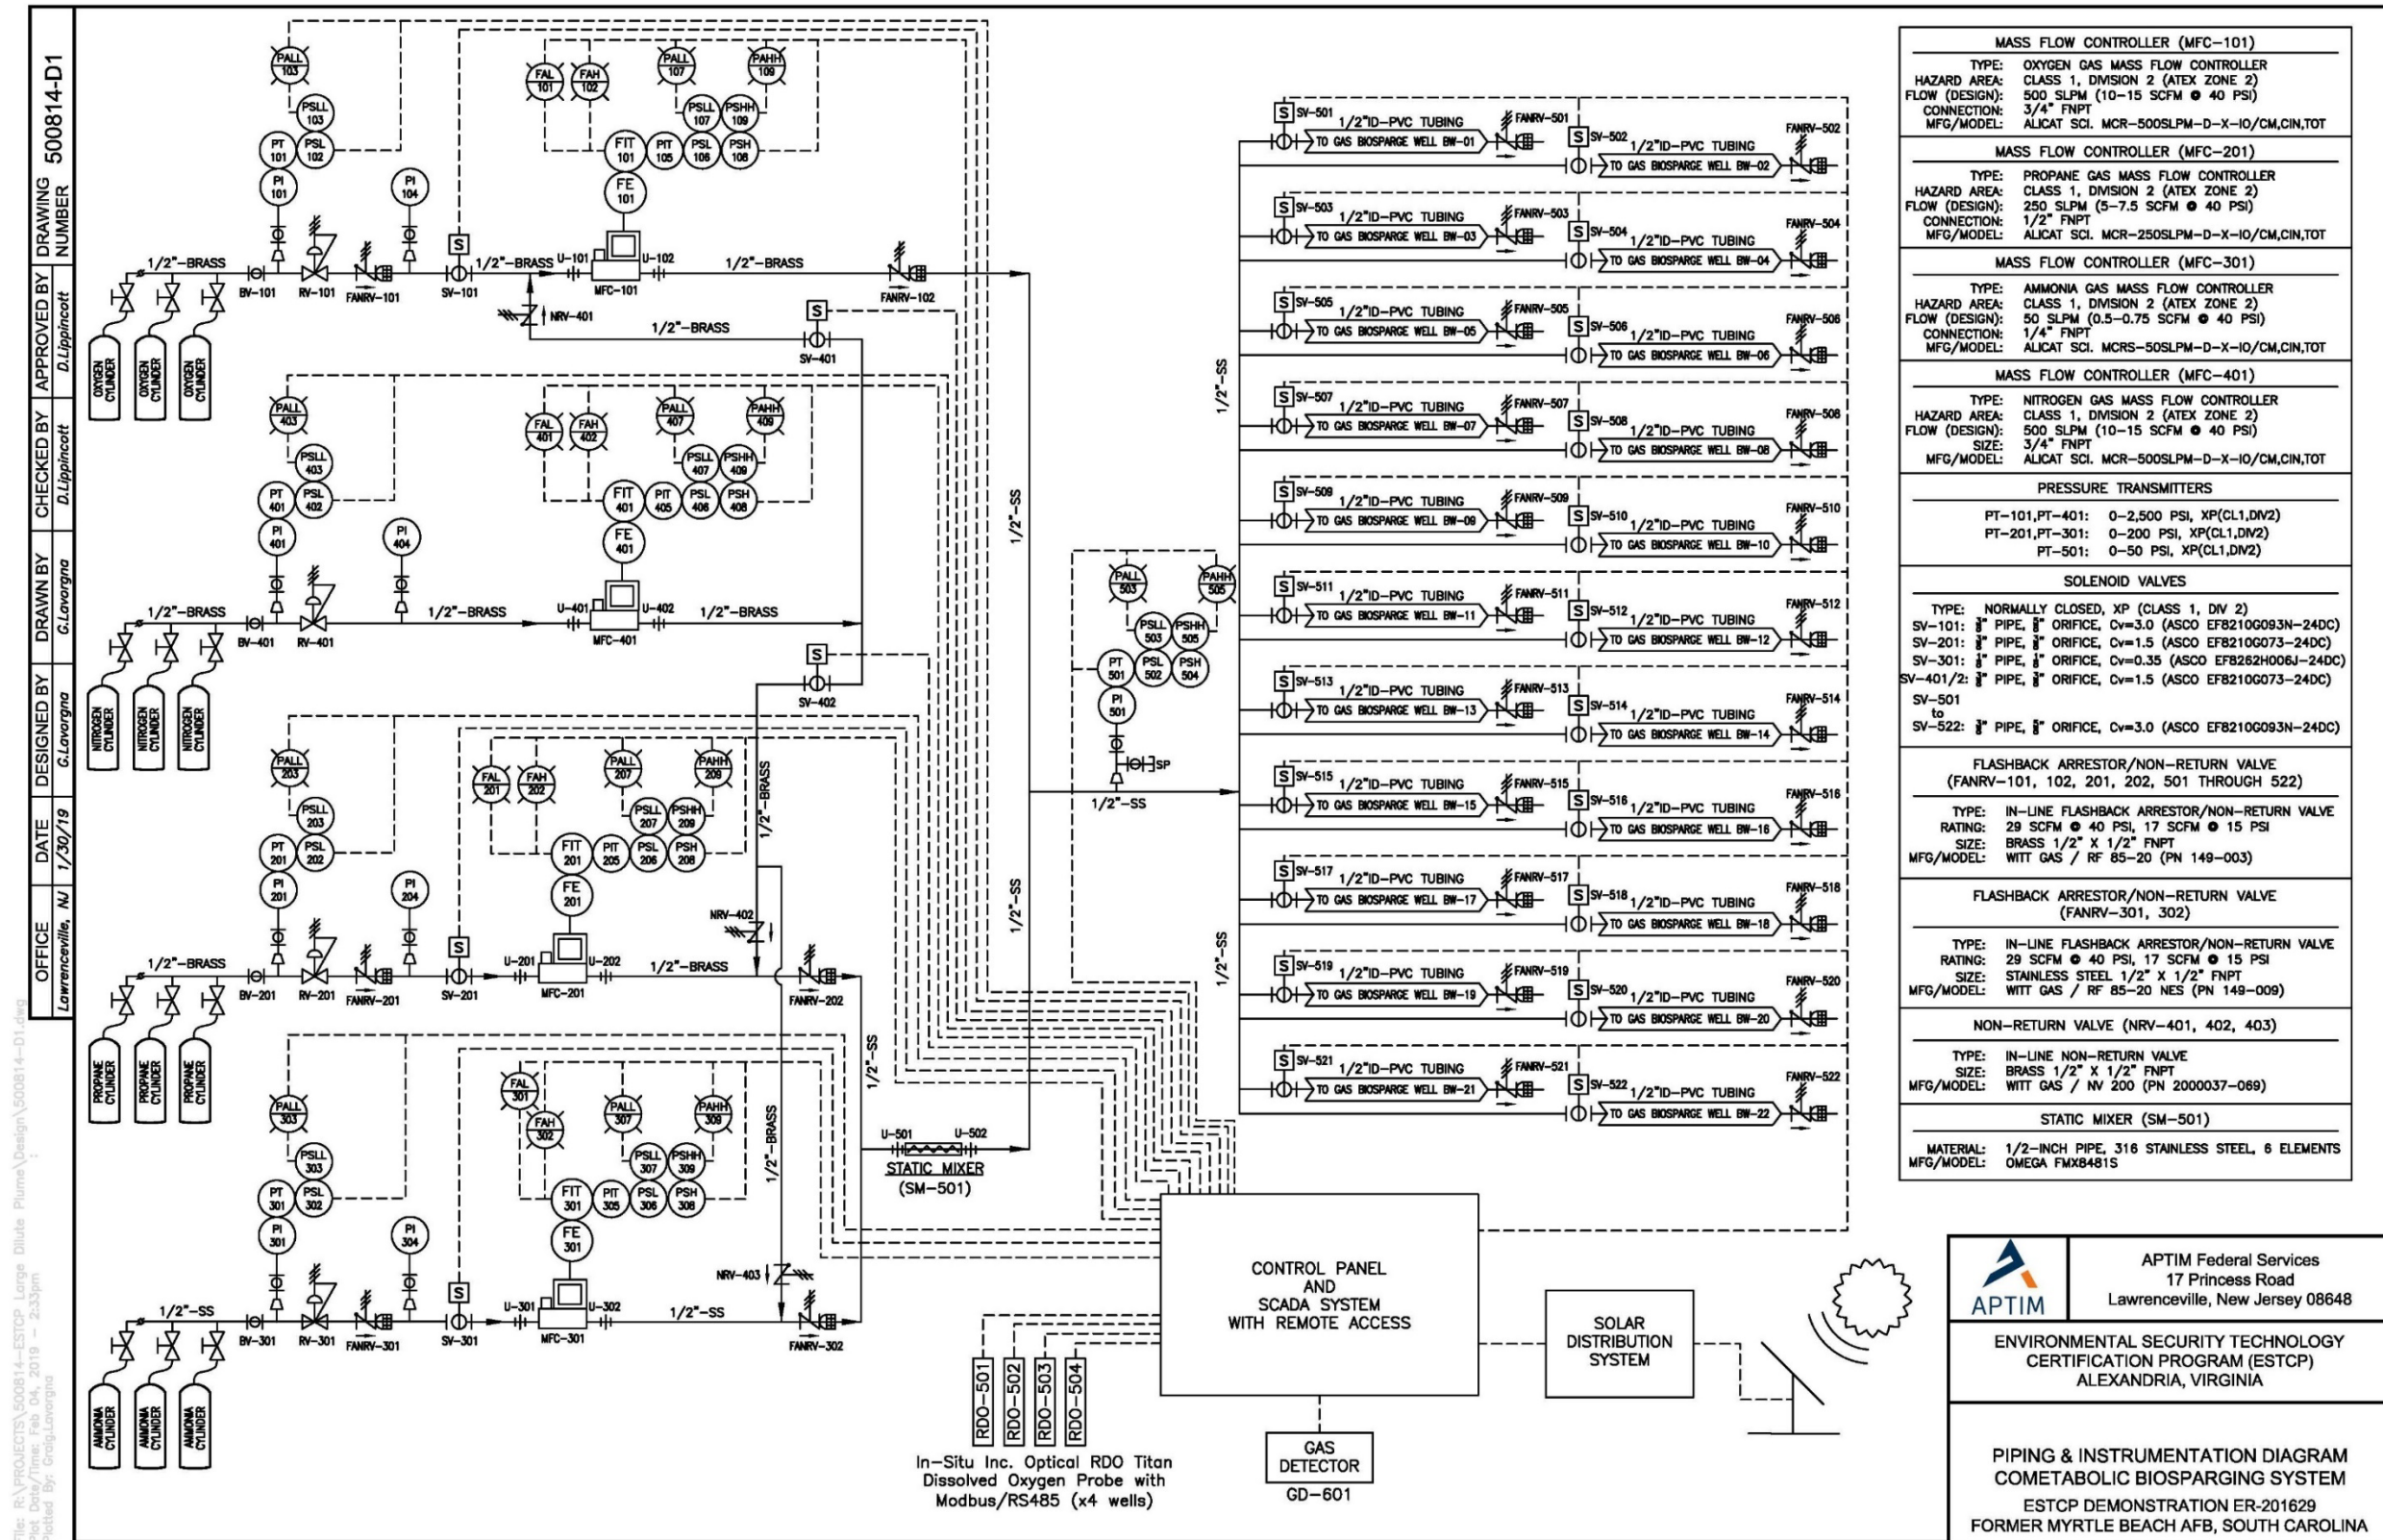 DRAWING NUMBER
500814-D1
APPROVED BY
D.Lippincott
CHECKED BY
D.Lippincott
DRAWN BY
G.Lavorgna
DESIGNED BY
G.Lavorgna
DATE
1/30/19
OFFICE
Lawrenceville, NJ
File: R:\PROJECTS\500814-ESTCP Large Dilute Plume\Design\500814-D1.dwg
Plot Date/Time: Feb 04, 2019 - 2:33pm
Plotted By: Graig.Lavorgna
PALL 103
PSLL 103
PT 101
PSL 102
PI 101
PI 104
FAL 101
FAH 102
PALL 107
PAHH 109
PSLL 107
PSHH 109
FIT 101
PIT 105
PSL 106
PSH 108
FE 101
S
1/2"-BRASS
BV-101
RV-101
FANRV-101
SV-101
1/2"-BRASS
U-101
U-102
MFC-101
1/2"-BRASS
FANRV-102
OXYGEN CYLINDER
OXYGEN CYLINDER
OXYGEN CYLINDER
NRV-401
1/2"-BRASS
S
SV-401
PALL 403
PSLL 403
PT 401
PSL 402
PI 401
PI 404
FAL 401
FAH 402
PALL 407
PAHH 409
PSLL 407
PSHH 409
FIT 401
PIT 405
PSL 406
PSH 408
FE 401
1/2"-BRASS
BV-401
RV-401
1/2"-BRASS
U-401
U-402
MFC-401
1/2"-BRASS
NITROGEN CYLINDER
NITROGEN CYLINDER
NITROGEN CYLINDER
S
SV-402
1/2"-BRASS
PALL 203
PSLL 203
PT 201
PSL 202
PI 201
PI 204
FAL 201
FAH 202
PALL 207
PAHH 209
PSLL 207
PSHH 209
FIT 201
PIT 205
PSL 206
PSH 208
FE 201
NRV-402
S
1/2"-BRASS
BV-201
RV-201
FANRV-201
SV-201
U-201
U-202
MFC-201
1/2"-BRASS
FANRV-202
PROPANE CYLINDER
PROPANE CYLINDER
PROPANE CYLINDER
1/2"-SS
1/2"-BRASS
PALL 303
PSLL 303
PT 301
PSL 302
PI 301
PI 304
FAL 301
FAH 302
PALL 307
PAHH 309
PSLL 307
PSHH 309
FIT 301
PIT 305
PSL 306
PSH 308
FE 301
NRV-403
S
1/2"-SS
BV-301
RV-301
FANRV-301
SV-301
U-301
U-302
MFC-301
1/2"-SS
FANRV-302
AMMONIA CYLINDER
AMMONIA CYLINDER
AMMONIA CYLINDER
U-501
U-502
STATIC MIXER
(SM-501)
1/2"-SS
1/2"-SS
PALL 503
PAHH 505
PSLL 503
PSHH 505
PT 501
PSL 502
PSH 504
PI 501
SP
1/2"-SS
1/2"-SS
1/2"-SS
S SV-501
1/2"ID-PVC TUBING
FANRV-501
TO GAS BIOSPARGE WELL BW-01
S SV-502
1/2"ID-PVC TUBING
FANRV-502
TO GAS BIOSPARGE WELL BW-02
S SV-503
1/2"ID-PVC TUBING
FANRV-503
TO GAS BIOSPARGE WELL BW-03
S SV-504
1/2"ID-PVC TUBING
FANRV-504
TO GAS BIOSPARGE WELL BW-04
S SV-505
1/2"ID-PVC TUBING
FANRV-505
TO GAS BIOSPARGE WELL BW-05
S SV-506
1/2"ID-PVC TUBING
FANRV-506
TO GAS BIOSPARGE WELL BW-06
S SV-507
1/2"ID-PVC TUBING
FANRV-507
TO GAS BIOSPARGE WELL BW-07
S SV-508
1/2"ID-PVC TUBING
FANRV-508
TO GAS BIOSPARGE WELL BW-08
S SV-509
1/2"ID-PVC TUBING
FANRV-509
TO GAS BIOSPARGE WELL BW-09
S SV-510
1/2"ID-PVC TUBING
FANRV-510
TO GAS BIOSPARGE WELL BW-10
S SV-511
1/2"ID-PVC TUBING
FANRV-511
TO GAS BIOSPARGE WELL BW-11
S SV-512
1/2"ID-PVC TUBING
FANRV-512
TO GAS BIOSPARGE WELL BW-12
S SV-513
1/2"ID-PVC TUBING
FANRV-513
TO GAS BIOSPARGE WELL BW-13
S SV-514
1/2"ID-PVC TUBING
FANRV-514
TO GAS BIOSPARGE WELL BW-14
S SV-515
1/2"ID-PVC TUBING
FANRV-515
TO GAS BIOSPARGE WELL BW-15
S SV-516
1/2"ID-PVC TUBING
FANRV-516
TO GAS BIOSPARGE WELL BW-16
S SV-517
1/2"ID-PVC TUBING
FANRV-517
TO GAS BIOSPARGE WELL BW-17
S SV-518
1/2"ID-PVC TUBING
FANRV-518
TO GAS BIOSPARGE WELL BW-18
S SV-519
1/2"ID-PVC TUBING
FANRV-519
TO GAS BIOSPARGE WELL BW-19
S SV-520
1/2"ID-PVC TUBING
FANRV-520
TO GAS BIOSPARGE WELL BW-20
S SV-521
1/2"ID-PVC TUBING
FANRV-521
TO GAS BIOSPARGE WELL BW-21
S SV-522
1/2"ID-PVC TUBING
FANRV-522
TO GAS BIOSPARGE WELL BW-22
CONTROL PANEL
AND
SCADA SYSTEM
WITH REMOTE ACCESS
SOLAR
DISTRIBUTION
SYSTEM
RDO-501
RDO-502
RDO-503
RDO-504
In-Situ Inc. Optical RDO Titan
Dissolved Oxygen Probe with
Modbus/RS485 (x4 wells)
GAS
DETECTOR
GD-601
MASS FLOW CONTROLLER (MFC-101)
TYPE: OXYGEN GAS MASS FLOW CONTROLLER
HAZARD AREA: CLASS 1, DIVISION 2 (ATEX ZONE 2)
FLOW (DESIGN): 500 SLPM (10-15 SCFM @ 40 PSI)
CONNECTION: 3/4" FNPT
MFG/MODEL: ALICAT SCI. MCR-500SLPM-D-X-IO/CM,CIN,TOT
MASS FLOW CONTROLLER (MFC-201)
TYPE: PROPANE GAS MASS FLOW CONTROLLER
HAZARD AREA: CLASS 1, DIVISION 2 (ATEX ZONE 2)
FLOW (DESIGN): 250 SLPM (5-7.5 SCFM @ 40 PSI)
CONNECTION: 1/2" FNPT
MFG/MODEL: ALICAT SCI. MCR-250SLPM-D-X-IO/CM,CIN,TOT
MASS FLOW CONTROLLER (MFC-301)
TYPE: AMMONIA GAS MASS FLOW CONTROLLER
HAZARD AREA: CLASS 1, DIVISION 2 (ATEX ZONE 2)
FLOW (DESIGN): 50 SLPM (0.5-0.75 SCFM @ 40 PSI)
CONNECTION: 1/4" FNPT
MFG/MODEL: ALICAT SCI. MCRS-50SLPM-D-X-IO/CM,CIN,TOT
MASS FLOW CONTROLLER (MFC-401)
TYPE: NITROGEN GAS MASS FLOW CONTROLLER
HAZARD AREA: CLASS 1, DIVISION 2 (ATEX ZONE 2)
FLOW (DESIGN): 500 SLPM (10-15 SCFM @ 40 PSI)
SIZE: 3/4" FNPT
MFG/MODEL: ALICAT SCI. MCR-500SLPM-D-X-IO/CM,CIN,TOT
PRESSURE TRANSMITTERS
PT-101,PT-401: 0-2,500 PSI, XP(CL1,DIV2)
PT-201,PT-301: 0-200 PSI, XP(CL1,DIV2)
PT-501: 0-50 PSI, XP(CL1,DIV2)
SOLENOID VALVES
TYPE: NORMALLY CLOSED, XP (CLASS 1, DIV 2)
SV-101: PIPE, ORIFICE, Cv=3.0 (ASCO EF8210G093N-24DC)
SV-201: PIPE, ORIFICE, Cv=1.5 (ASCO EF8210G073-24DC)
SV-301: PIPE, ORIFICE, Cv=0.35 (ASCO EF8262H006J-24DC)
SV-401/2: PIPE, ORIFICE, Cv=1.5 (ASCO EF8210G073-24DC)
SV-501
to
SV-522: PIPE, ORIFICE, Cv=3.0 (ASCO EF8210G093N-24DC)
FLASHBACK ARRESTOR/NON-RETURN VALVE
(FANRV-101, 102, 201, 202, 501 THROUGH 522)
TYPE: IN-LINE FLASHBACK ARRESTOR/NON-RETURN VALVE
RATING: 29 SCFM @ 40 PSI, 17 SCFM @ 15 PSI
SIZE: BRASS 1/2" X 1/2" FNPT
MFG/MODEL: WITT GAS / RF 85-20 (PN 149-003)
FLASHBACK ARRESTOR/NON-RETURN VALVE
(FANRV-301, 302)
TYPE: IN-LINE FLASHBACK ARRESTOR/NON-RETURN VALVE
RATING: 29 SCFM @ 40 PSI, 17 SCFM @ 15 PSI
SIZE: STAINLESS STEEL 1/2" X 1/2" FNPT
MFG/MODEL: WITT GAS / RF 85-20 NES (PN 149-009)
NON-RETURN VALVE (NRV-401, 402, 403)
TYPE: IN-LINE NON-RETURN VALVE
SIZE: BRASS 1/2" X 1/2" FNPT
MFG/MODEL: WITT GAS / NV 200 (PN 2000037-069)
STATIC MIXER (SM-501)
MATERIAL: 1/2-INCH PIPE, 316 STAINLESS STEEL, 6 ELEMENTS
MFG/MODEL: OMEGA FMX8481S
APTIM
APTIM Federal Services
17 Princess Road
Lawrenceville, New Jersey 08648
ENVIRONMENTAL SECURITY TECHNOLOGY
CERTIFICATION PROGRAM (ESTCP)
ALEXANDRIA, VIRGINIA
PIPING & INSTRUMENTATION DIAGRAM
COMETABOLIC BIOSPARGING SYSTEM
ESTCP DEMONSTRATION ER-201629
FORMER MYRTLE BEACH AFB, SOUTH CAROLINA